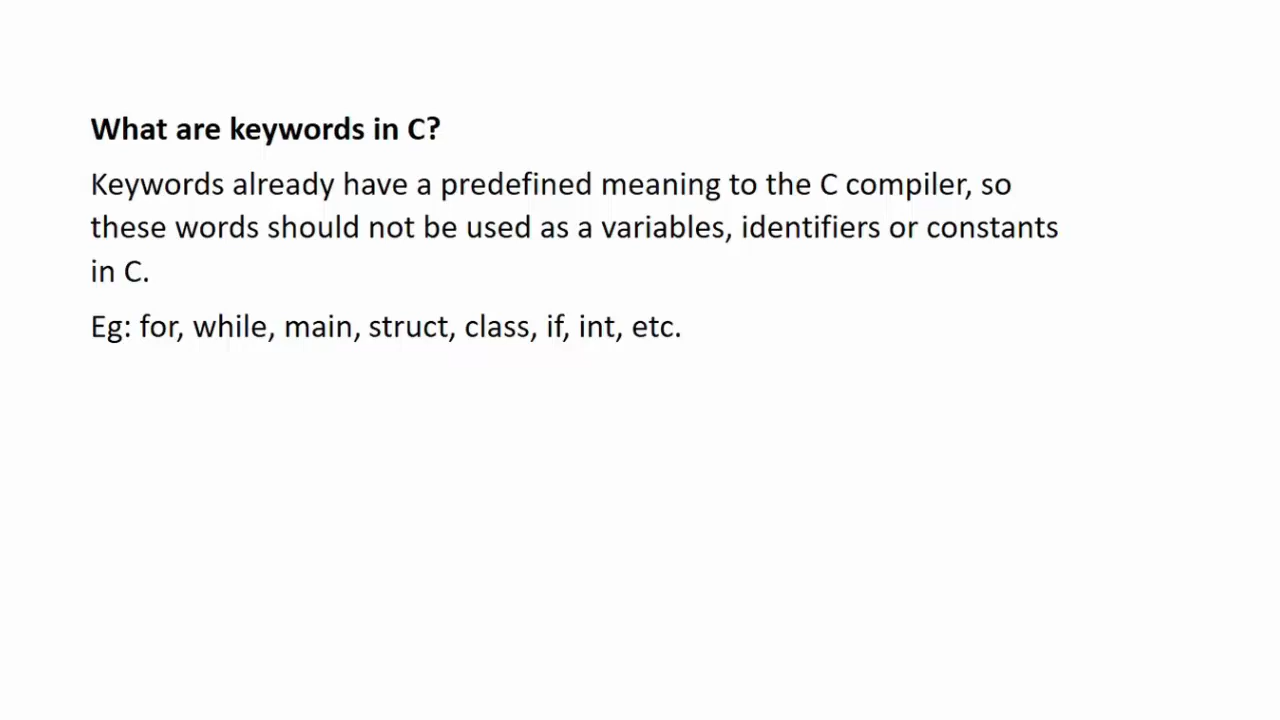 What are keywords in C?
Keywords already have a predefined meaning to the C compiler, so
these words should not be used as a variables, identifiers or constants
in C.
Eg: for, while, main, struct, class, if, int, etc.